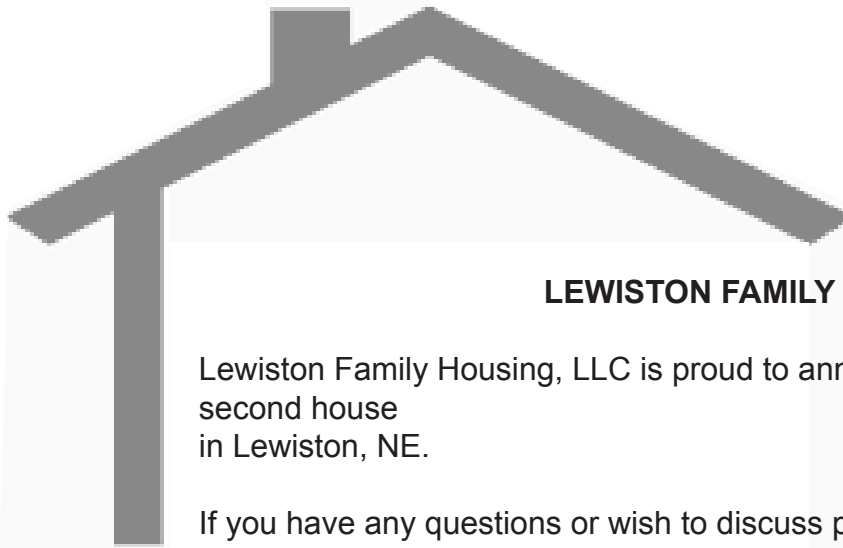 LEWISTON FAMILY
Lewiston Family Housing, LLC is proud to
second house
in Lewiston, NE.
If you have any questions or wish to discuss